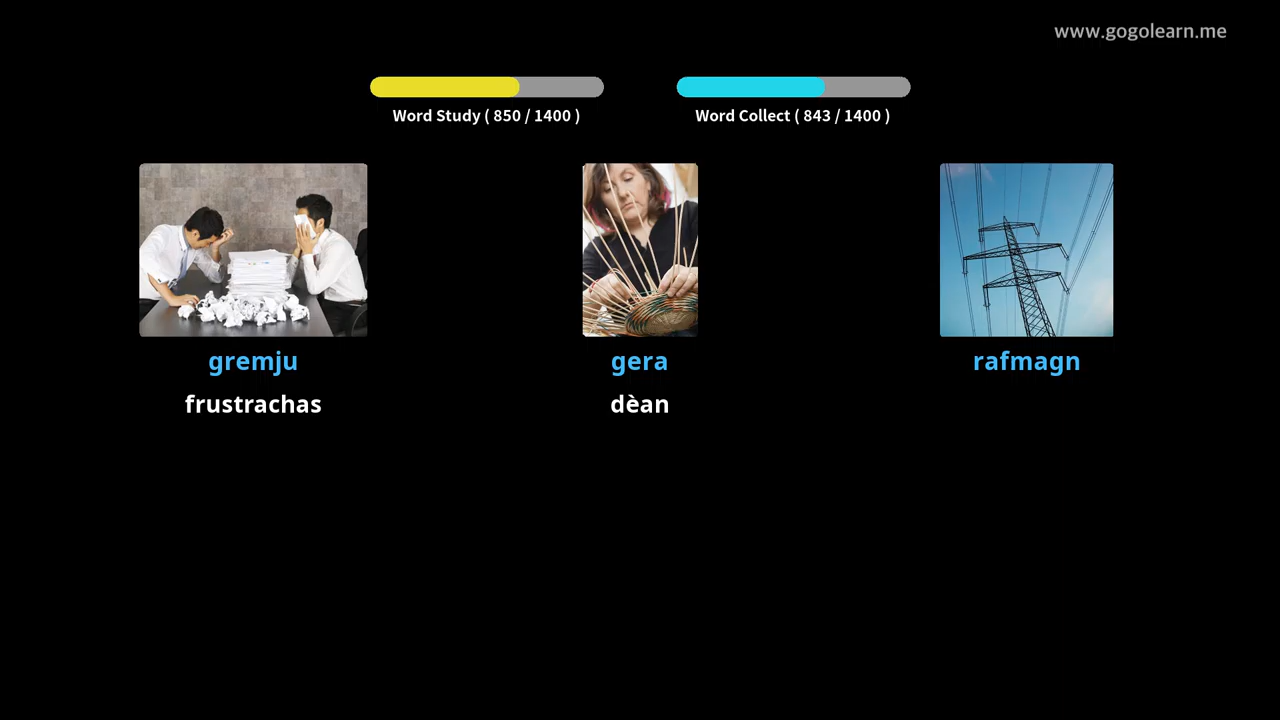 www.gogolearn.me
Word Study ( 850 / 1400 )
Word Collect ( 843 / 1400 )
gremju
gera
rafmagn
frustrachas
dèan